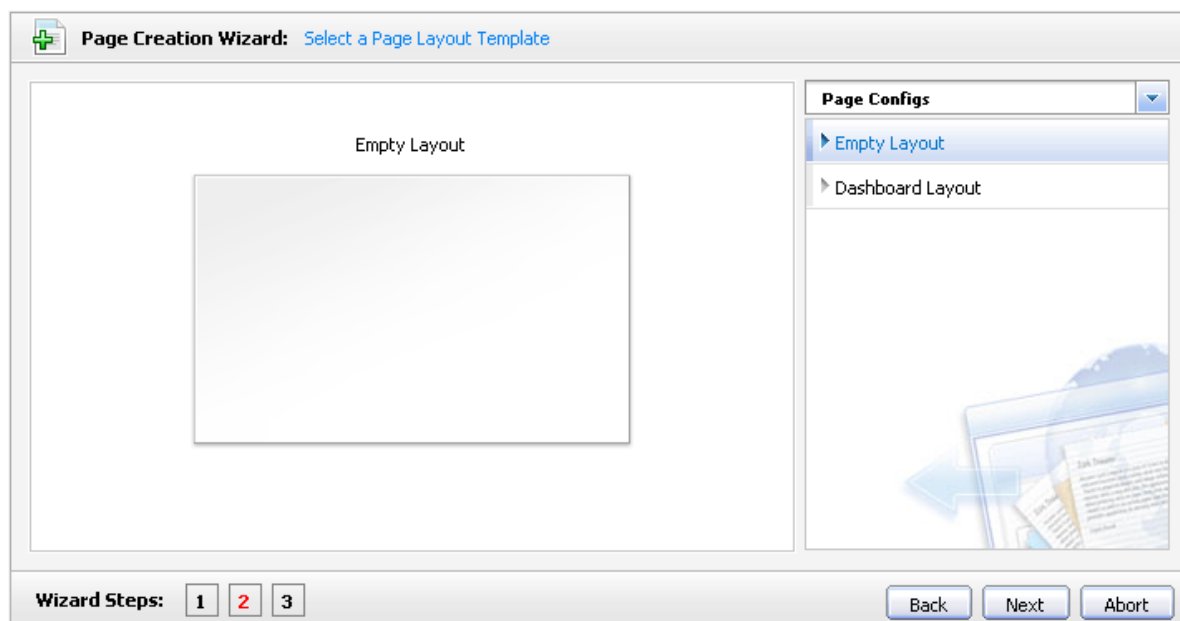 Page Creation Wizard: Select a Page Layout Template
Empty Layout
Page Configs
Empty Layout
Dashboard Layout
Wizard Steps: 1 2 3
Back Next Abort